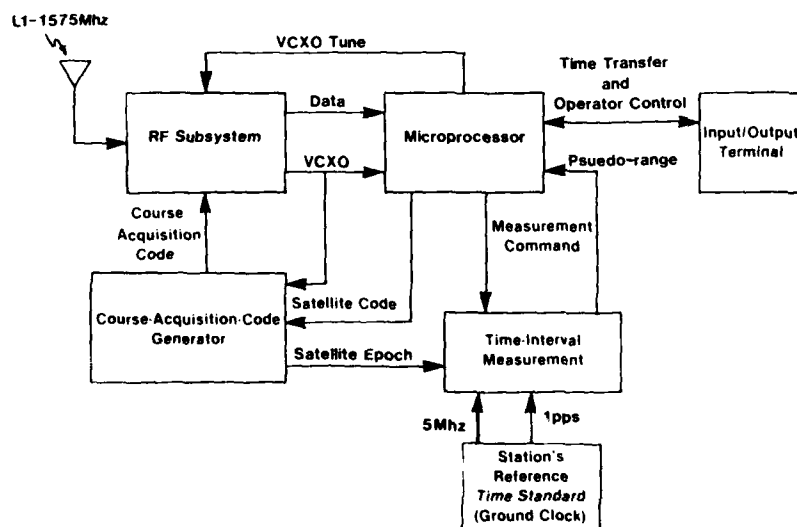 L1-1575Mhz
VCXO Tune
Time Transfer
and
Operator Control
RF Subsystem
Data
Microprocessor
Input/Output
Terminal
VCXO
Psuedo-range
Course
Acquisition
Code
Measurement
Command
Satellite Code
Course-Acquisition-Code
Generator
Time-Interval
Measurement
Satellite Epoch
5Mhz
1pps
Station's
Reference
Time Standard
(Ground Clock)